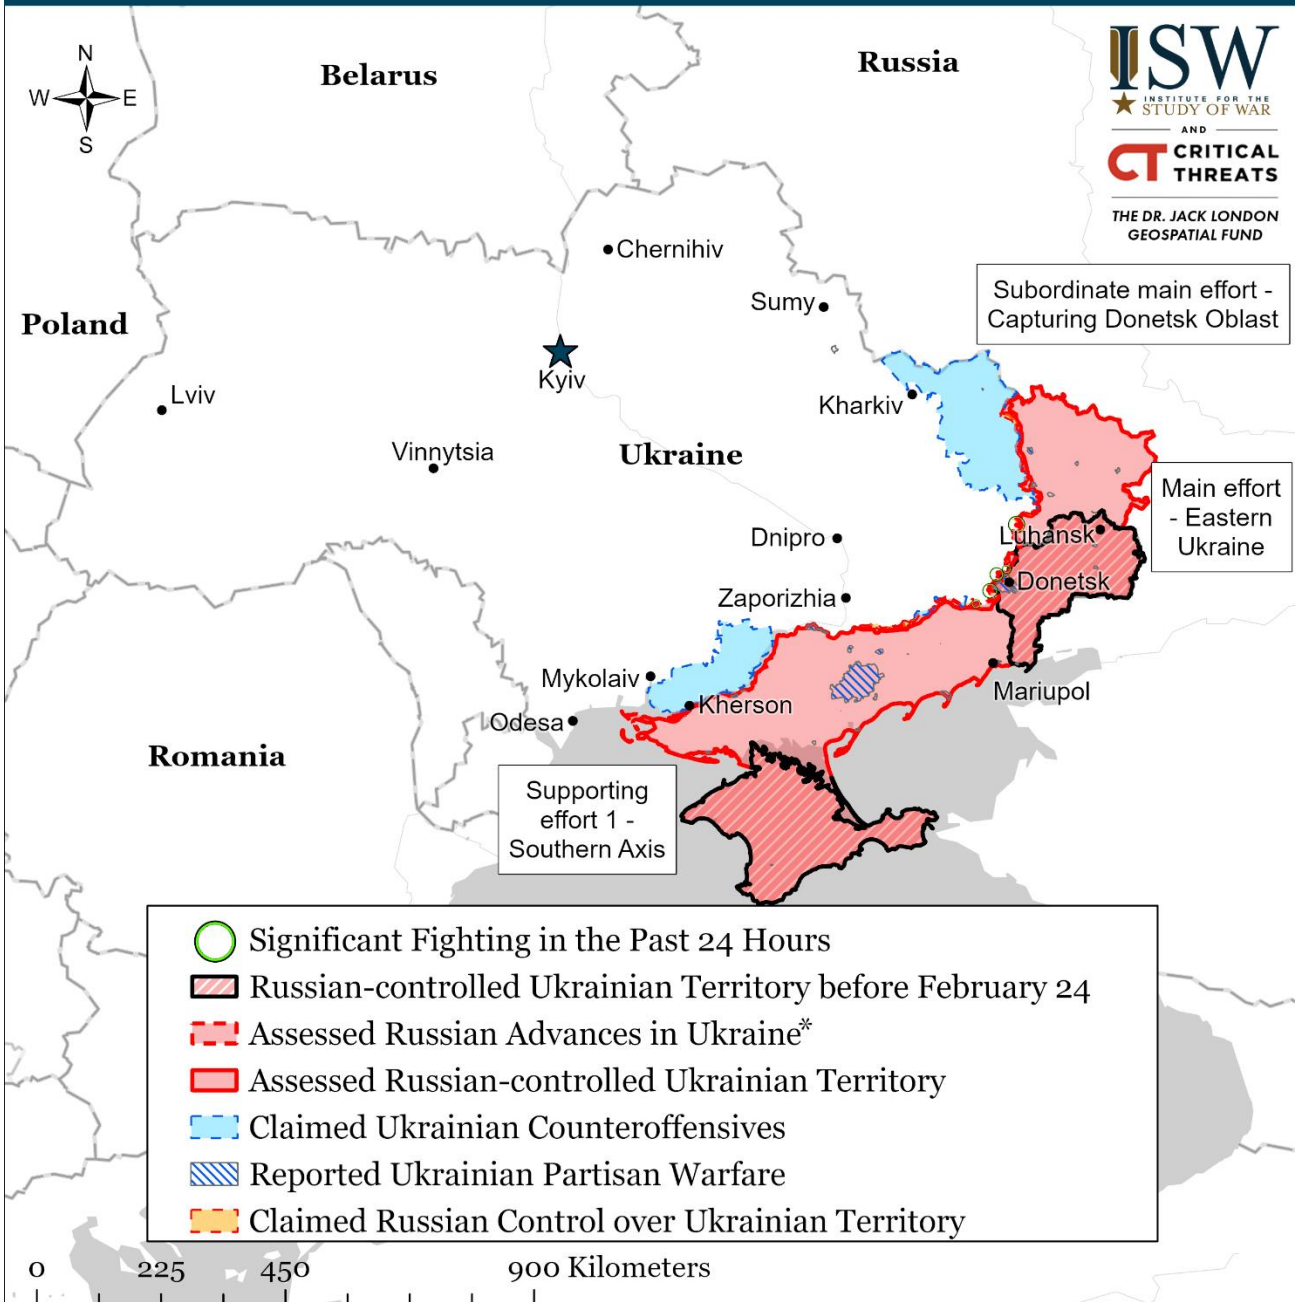 N
W E
S
Belarus
Russia
ISW
INSTITUTE FOR THE
STUDY OF WAR
AND
CT CRITICAL
THREATS
THE DR. JACK LONDON
GEOSPATIAL FUND
Chernihiv
Subordinate main effort -
Capturing Donetsk Oblast
Sumy
Poland
Kyiv
Lviv
Kharkiv
Vinnytsia
Ukraine
Main effort
- Eastern
Ukraine
Dnipro
Luhansk
Donetsk
Zaporizhia
Mykolaiv
Mariupol
Kherson
Odesa
Romania
Supporting
effort 1 -
Southern Axis
Significant Fighting in the Past 24 Hours
Russian-controlled Ukrainian Territory before February 24
Assessed Russian Advances in Ukraine*
Assessed Russian-controlled Ukrainian Territory
Claimed Ukrainian Counteroffensives
Reported Ukrainian Partisan Warfare
Claimed Russian Control over Ukrainian Territory
0 225 450 900 Kilometers